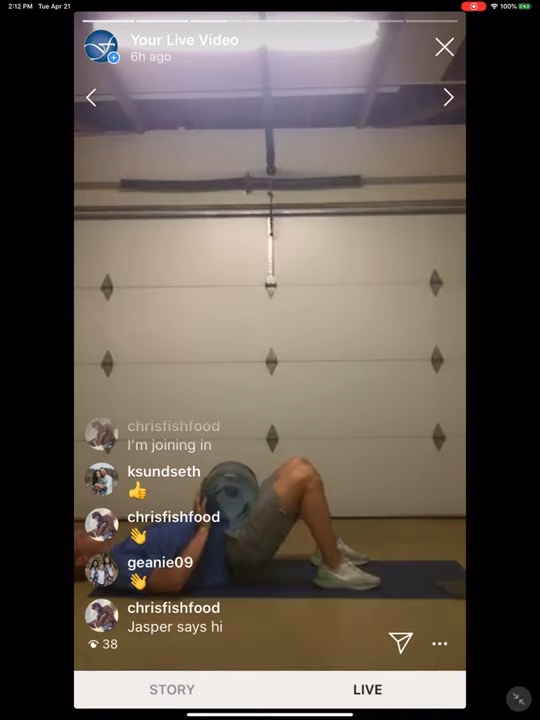 2:12 PM Tue Apr 21
100%
Your Live Video
6h ago
chrisfishfood
I'm joining in
ksundseth
👍
chrisfishfood
👋
geanie09
👋
chrisfishfood
Jasper says hi
38
STORY LIVE